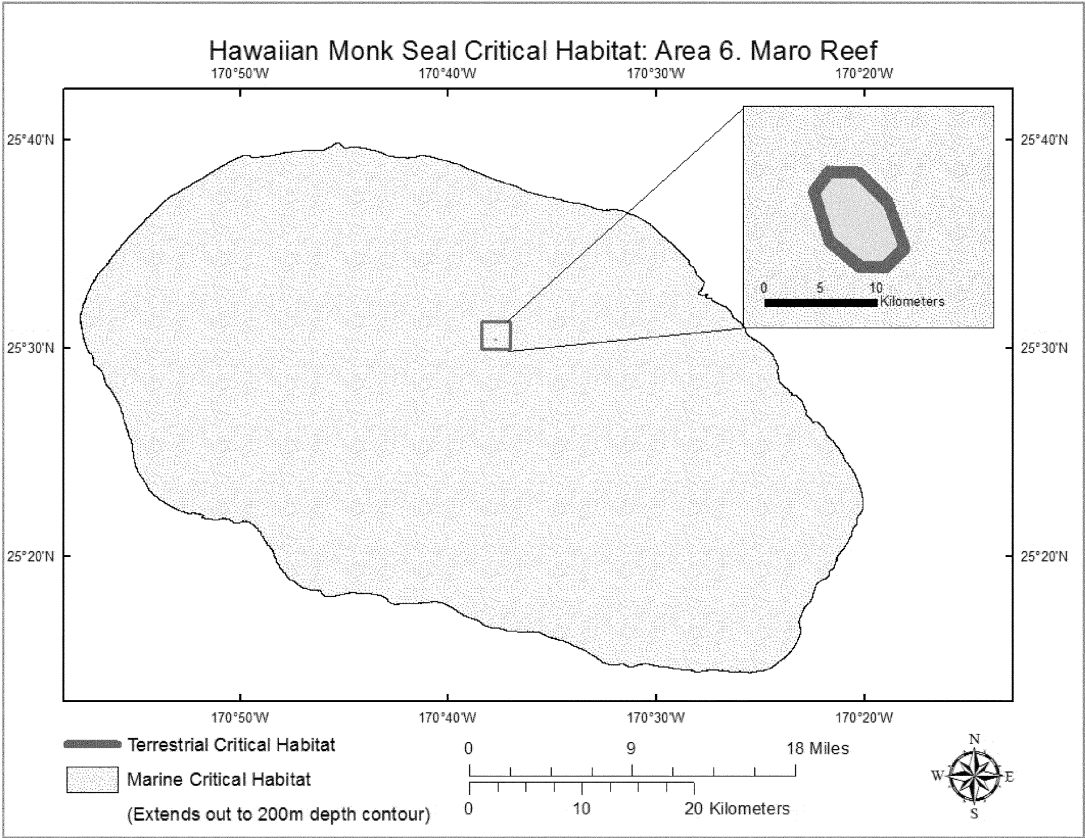 Hawaiian Monk Seal Critical Habitat: Area 6. Maro Reef
170°50'W 170°40'W 170°30'W 170°20'W
25°40'N 25°40'N
0 5 10
Kilometers
25°30'N 25°30'N
25°20'N 25°20'N
170°50'W 170°40'W 170°30'W 170°20'W
Terrestrial Critical Habitat
Marine Critical Habitat
(Extends out to 200m depth contour)
0 9 18 Miles
0 10 20 Kilometers
N
W E
S